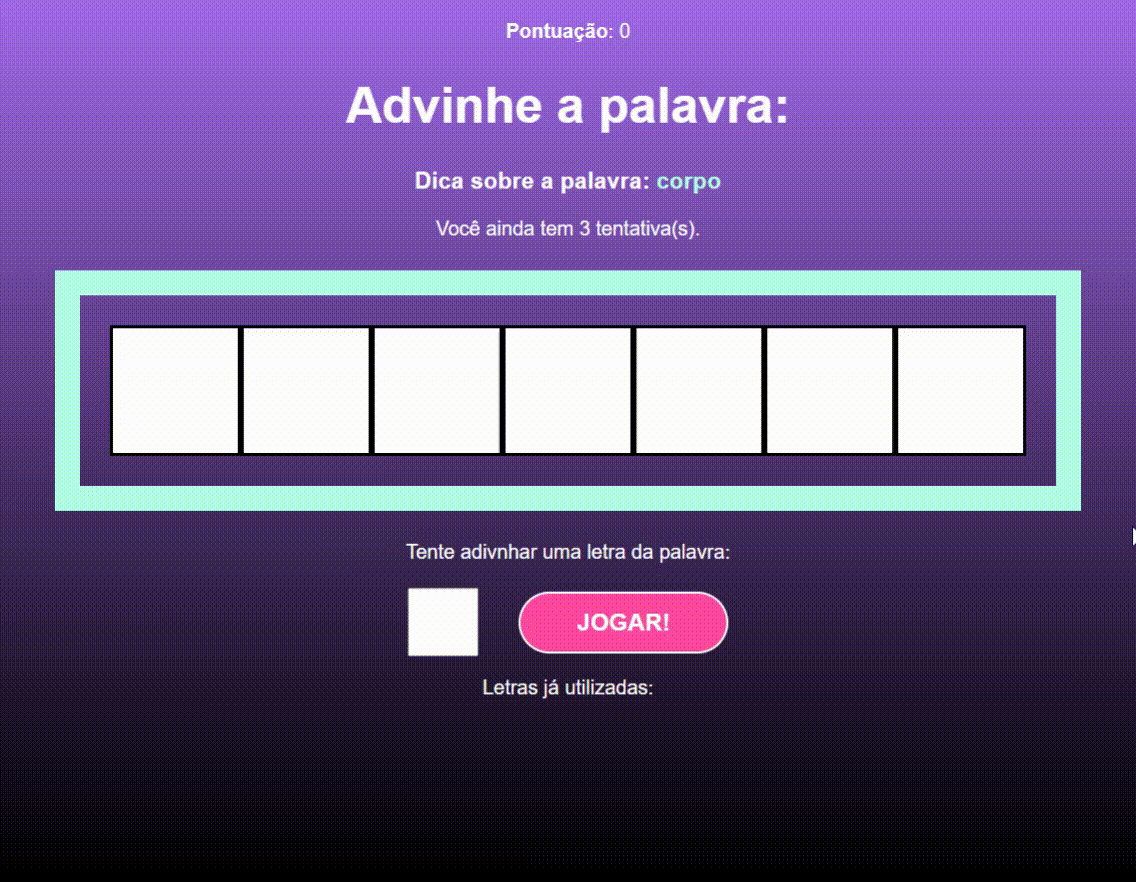 Pontuação: 0
Advinhe a palavra:
Dica sobre a palavra: corpo
Você ainda tem 3 tentativa(s).
Tente adivnhar uma letra da palavra:
JOGAR!
Letras já utilizadas: